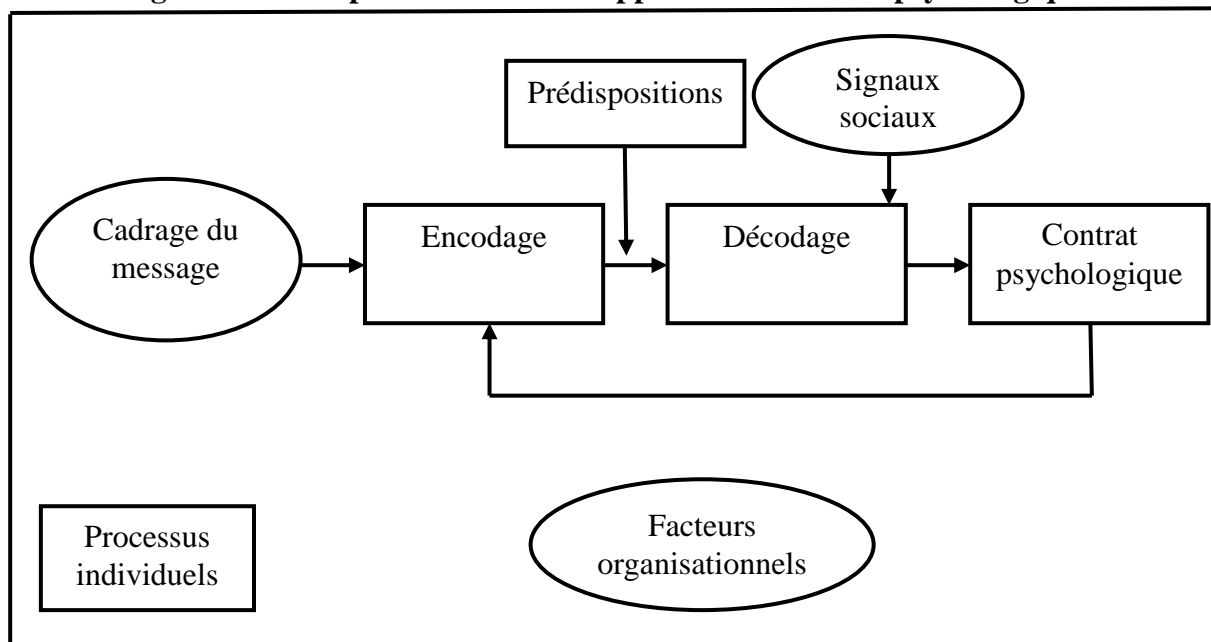 Prédispositions
Signaux
sociaux
Cadrage du
message
Encodage
Décodage
Contrat
psychologique
Processus
individuels
Facteurs
organisationnels